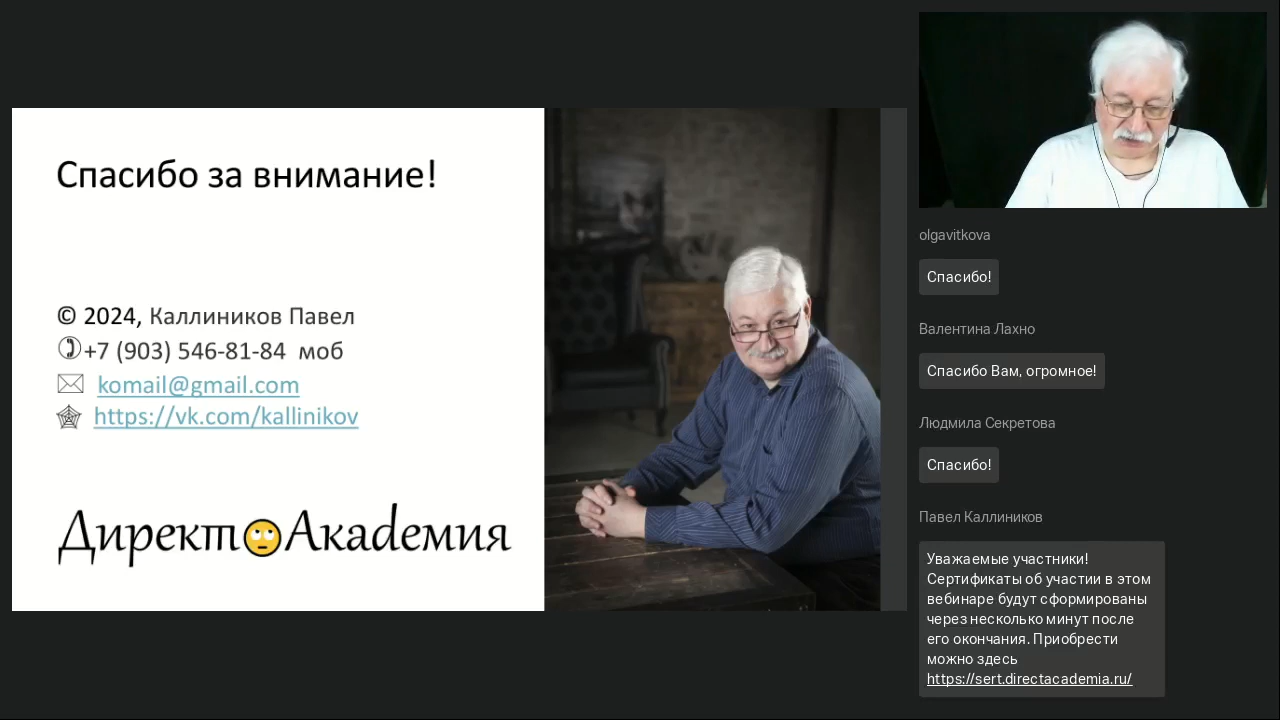 Спасибо за внимание!
© 2024, Каллиников Павел
+7 (903) 546-81-84 моб
komail@gmail.com
https://vk.com/kallinikov
ДиректАкадемия
olgavitkova
Спасибо!
Валентина Лахно
Спасибо Вам, огромное!
Людмила Секретова
Спасибо!
Павел Каллиников
Уважаемые участники!
Сертификаты об участии в этом
вебинаре будут сформированы
через несколько минут после
его окончания. Приобрести
можно здесь
https://sert.directacademia.ru/